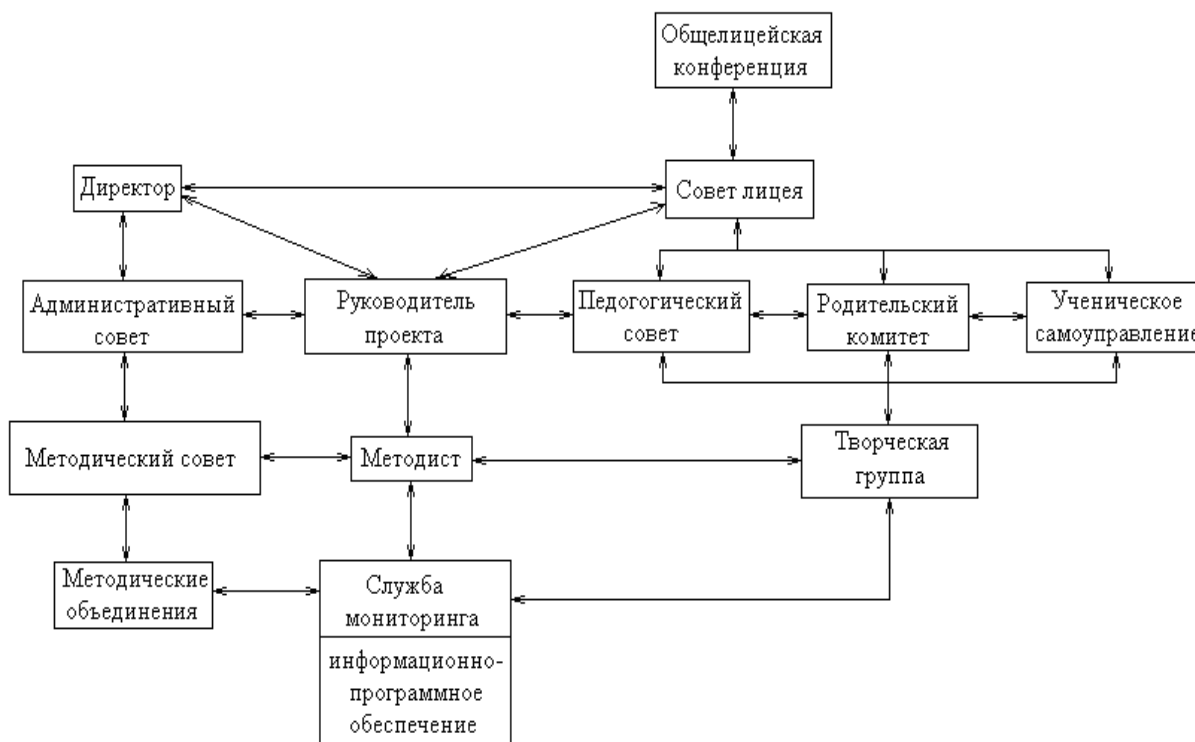 Общелицейская
конференция
Директор
Совет лицея
Административный
совет
Руководитель
проекта
Педогогический
совет
Родительский
комитет
Ученическое
самоуправление
Методический совет
Методист
Творческая
группа
Методические
объединения
Служба
мониторинга
информационно-
программное
обеспечение